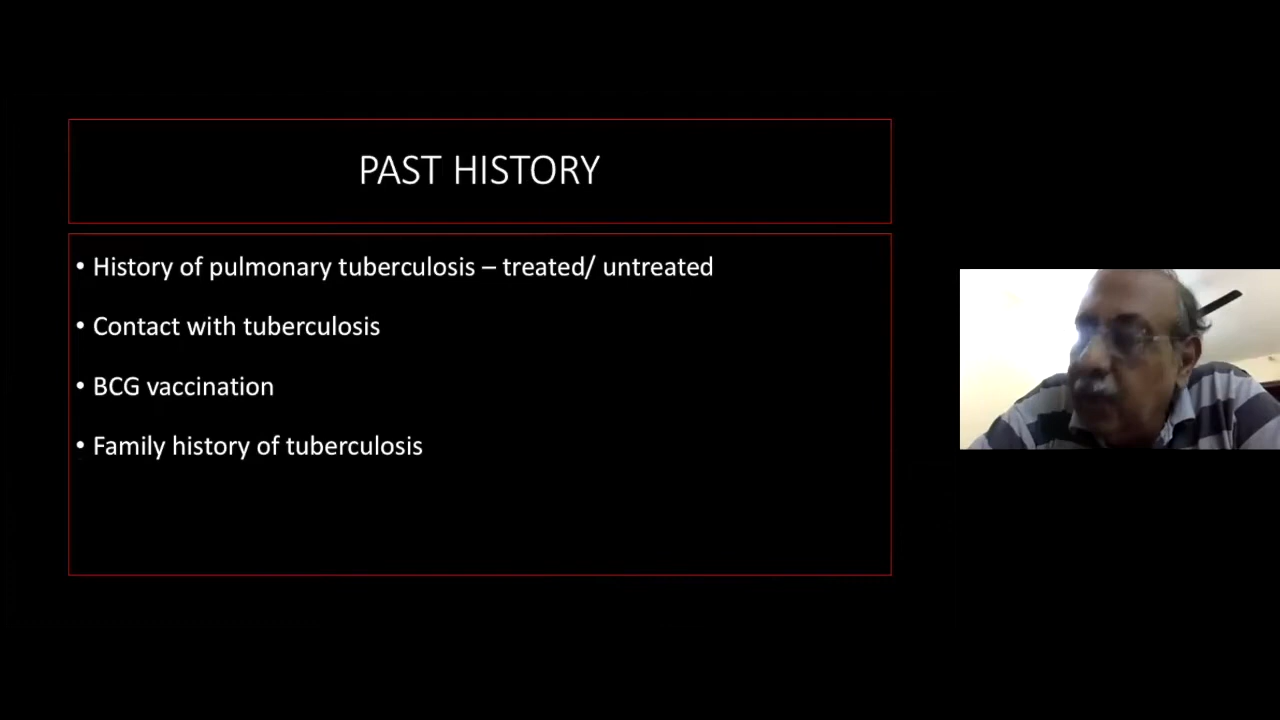 PAST HISTORY
• History of pulmonary tuberculosis – treated/ untreated
• Contact with tuberculosis
• BCG vaccination
• Family history of tuberculosis